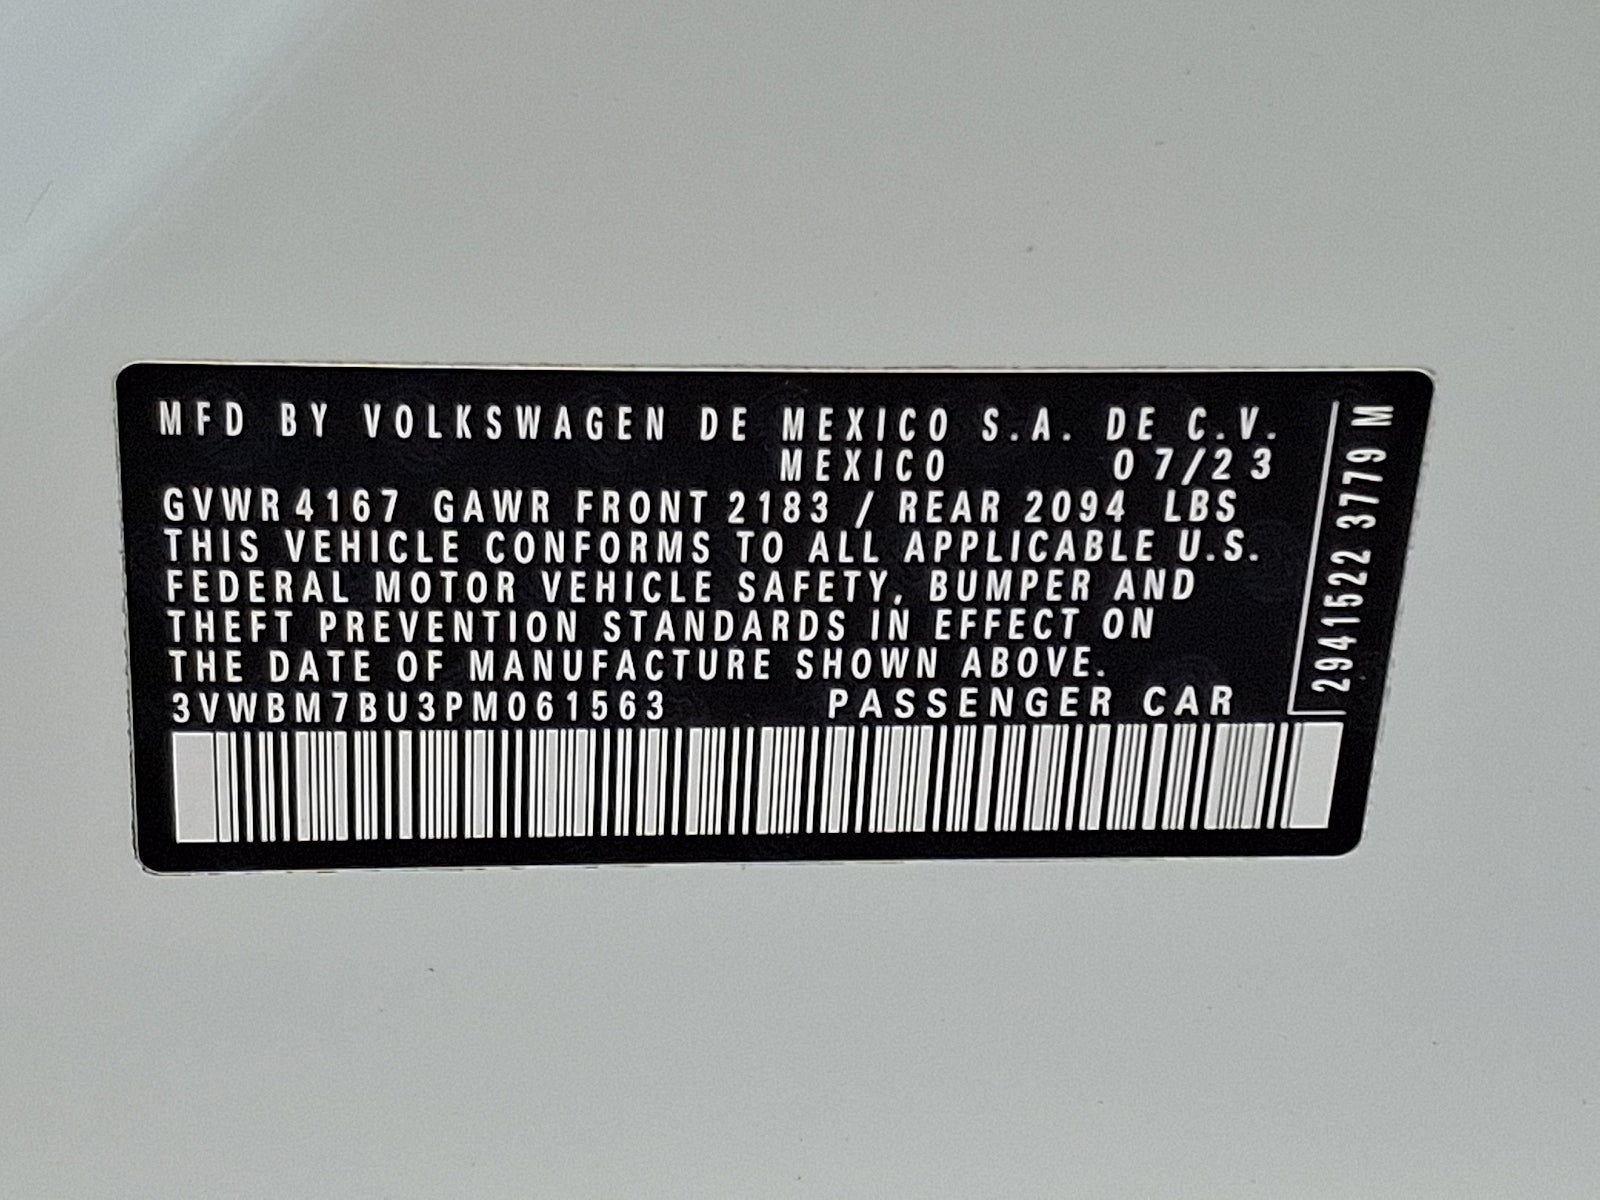 MFD BY VOLKSWAGEN DE MEXICO S.A. DE C.V.
MEXICO 07/23
GVWR 4167 GAWR FRONT 2183 / REAR 2094 LBS
THIS VEHICLE CONFORMS TO ALL APPLICABLE U.S.
FEDERAL MOTOR VEHICLE SAFETY, BUMPER AND
THEFT PREVENTION STANDARDS IN EFFECT ON
THE DATE OF MANUFACTURE SHOWN ABOVE.
3VWBM7BU3PM061563 PASSENGER CAR
2941522 3779 M